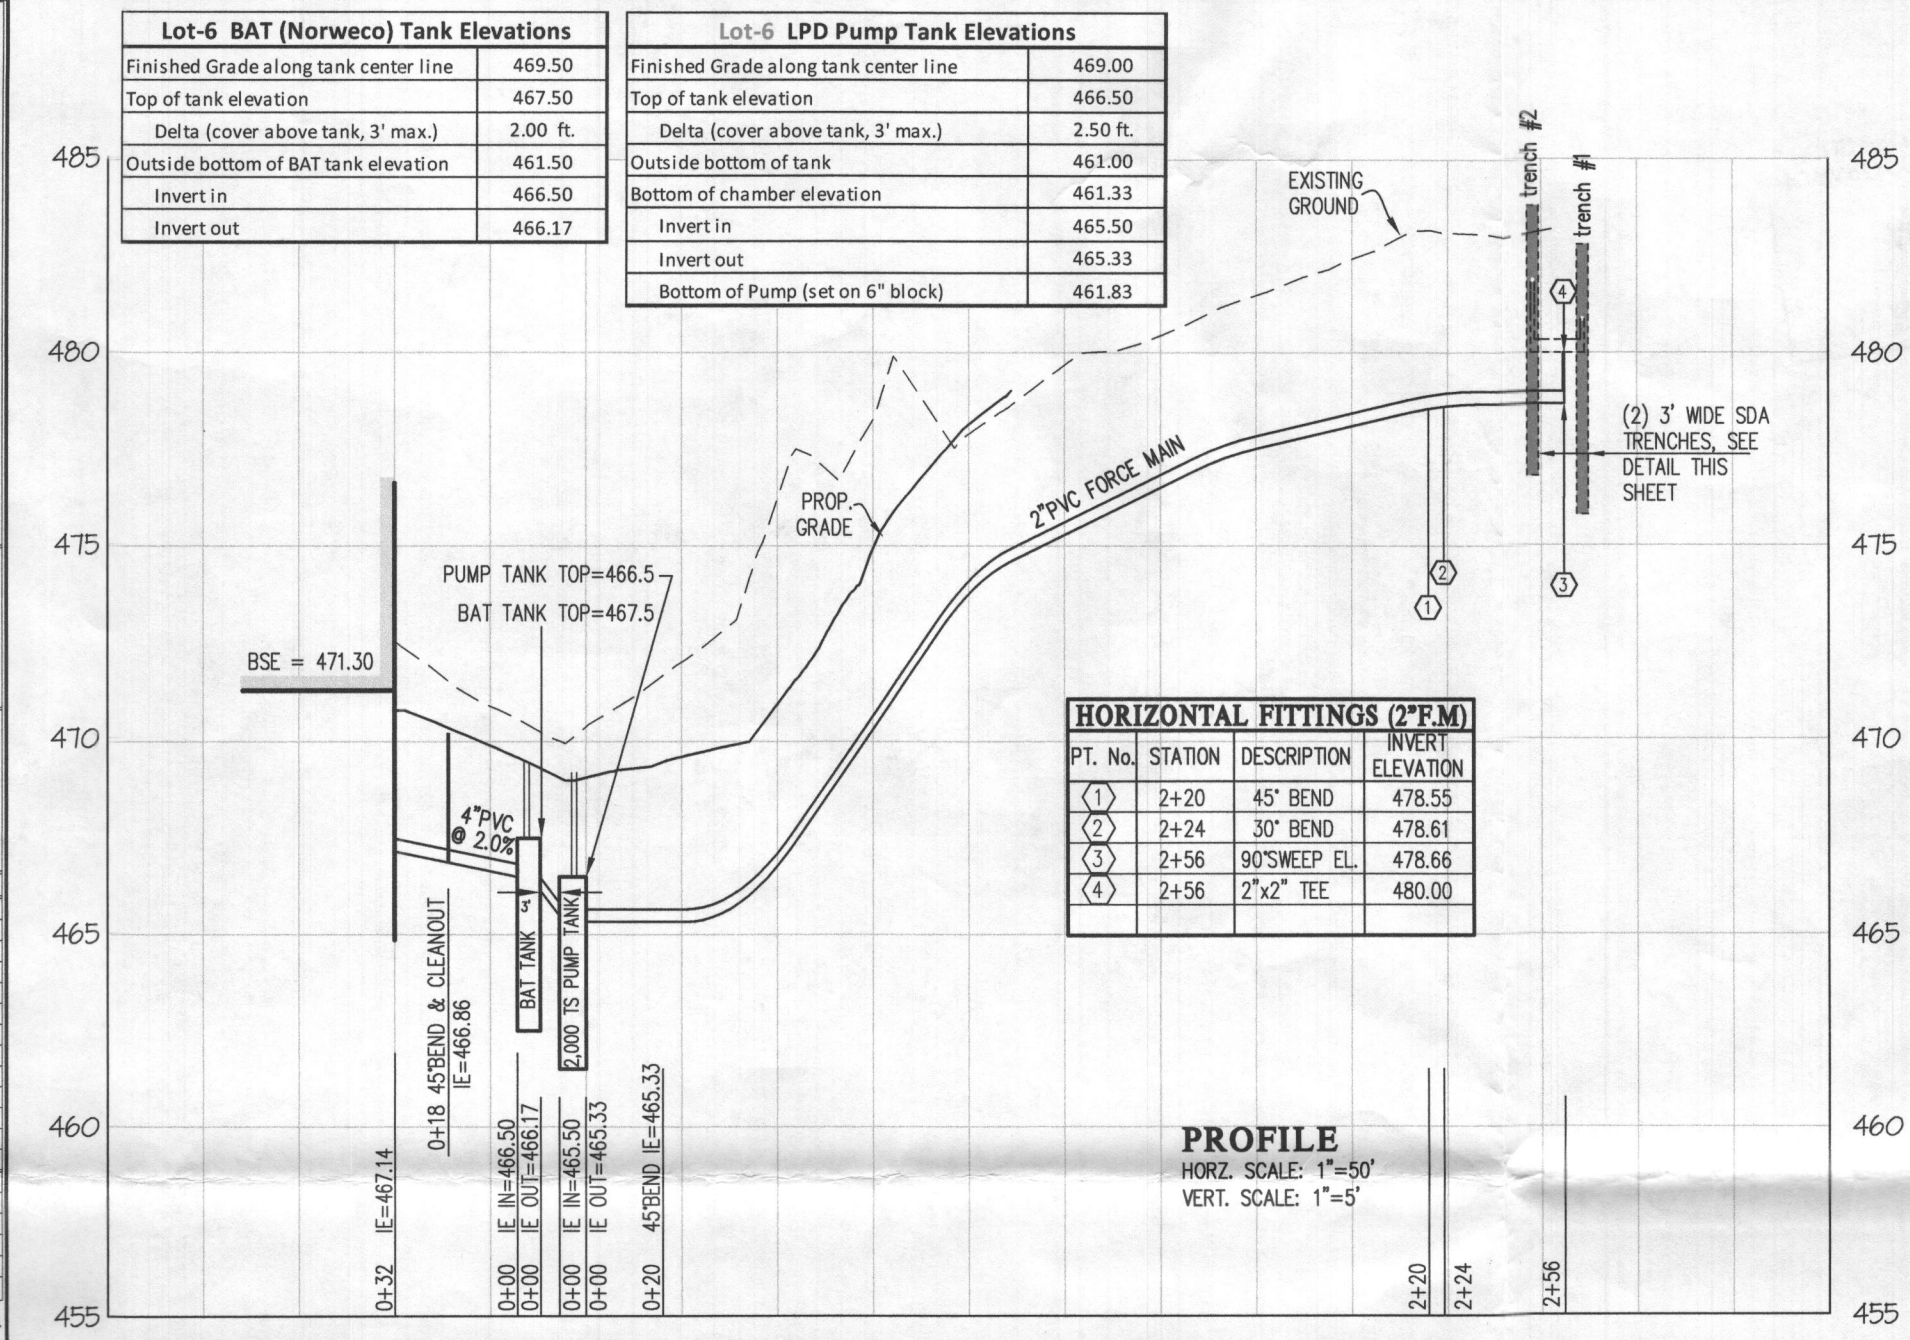 Lot-6 BAT (Norweco) Tank Elevations
Finished Grade along tank center line 469.50
Top of tank elevation 467.50
Delta (cover above tank, 3' max.) 2.00 ft.
Outside bottom of BAT tank elevation 461.50
Invert in 466.50
Invert out 466.17
Lot-6 LPD Pump Tank Elevations
Finished Grade along tank center line 469.00
Top of tank elevation 466.50
Delta (cover above tank, 3' max.) 2.50 ft.
Outside bottom of tank 461.00
Bottom of chamber elevation 461.33
Invert in 465.50
Invert out 465.33
Bottom of Pump (set on 6" block) 461.83
485
480
475
470
465
460
455
485
480
475
470
465
460
455
EXISTING
GROUND
trench #2
trench #1
4
(2) 3' WIDE SDA
TRENCHES, SEE
DETAIL THIS
SHEET
2"PVC FORCE MAIN
PROP.
GRADE
1
2
3
PUMP TANK TOP=466.5
BAT TANK TOP=467.5
BSE = 471.30
4"PVC
@ 2.0%
3'
BAT TANK
2,000 TS PUMP TANK
HORIZONTAL FITTINGS (2"F.M)
PT. No. STATION DESCRIPTION INVERT ELEVATION
1 2+20 45° BEND 478.55
2 2+24 30° BEND 478.61
3 2+56 90°SWEEP EL. 478.66
4 2+56 2"x2" TEE 480.00
0+32 IE=467.14
0+18 45°BEND & CLEANOUT
IE=466.86
0+00 IE IN=466.50
0+00 IE OUT=466.17
0+00 IE IN=465.50
0+00 IE OUT=465.33
0+20 45°BEND IE=465.33
PROFILE
HORZ. SCALE: 1"=50'
VERT. SCALE: 1"=5'
2+20
2+24
2+56